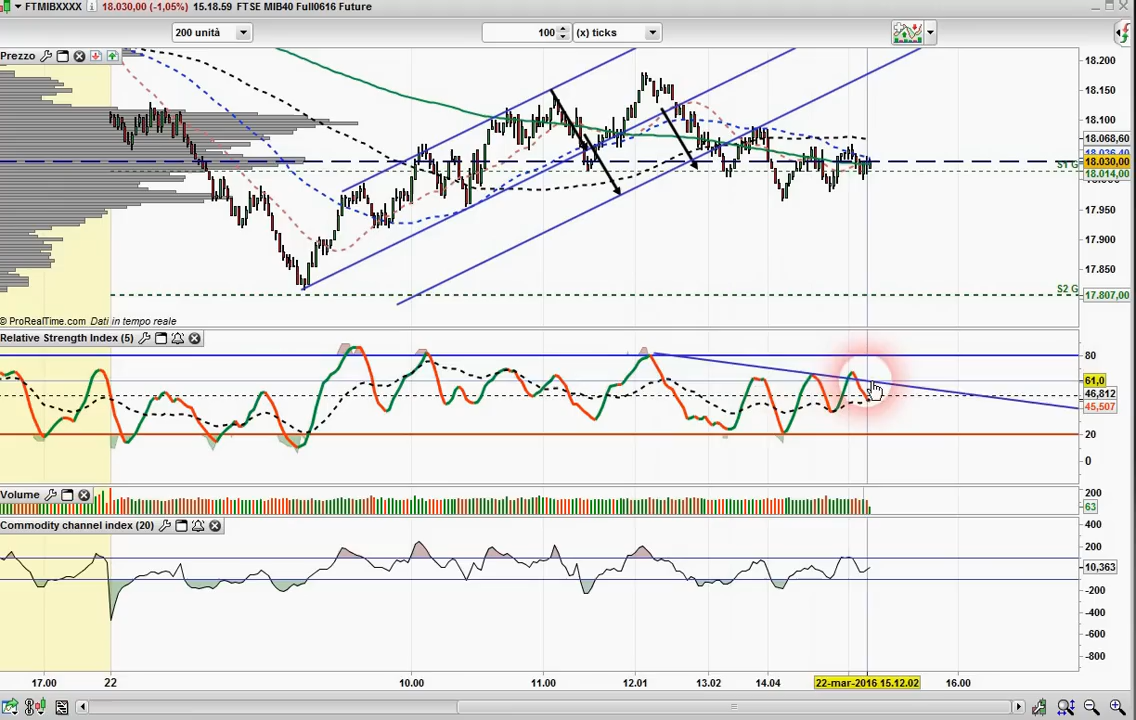 FTMIBXXXX 18.030,00 (-1,05%) 15.18.59 FTSE MIB40 Full0616 Future
200 unità 100 (x) ticks
Prezzo
18.200
18.150
18.100
18.068,60
18.030,00
S1 G 18.014,00
17.950
17.900
17.850
S2 G 17.807,00
© ProRealTime.com Dati in tempo reale
Relative Strength Index (5)
80
61,0
46,812
45,507
20
0
Volume
200
63
Commodity channel index (20)
400
200
10,363
-200
-400
-600
-800
17.00 22 10.00 11.00 12.01 13.02 14.04 22-mar-2016 15.12.02 16.00